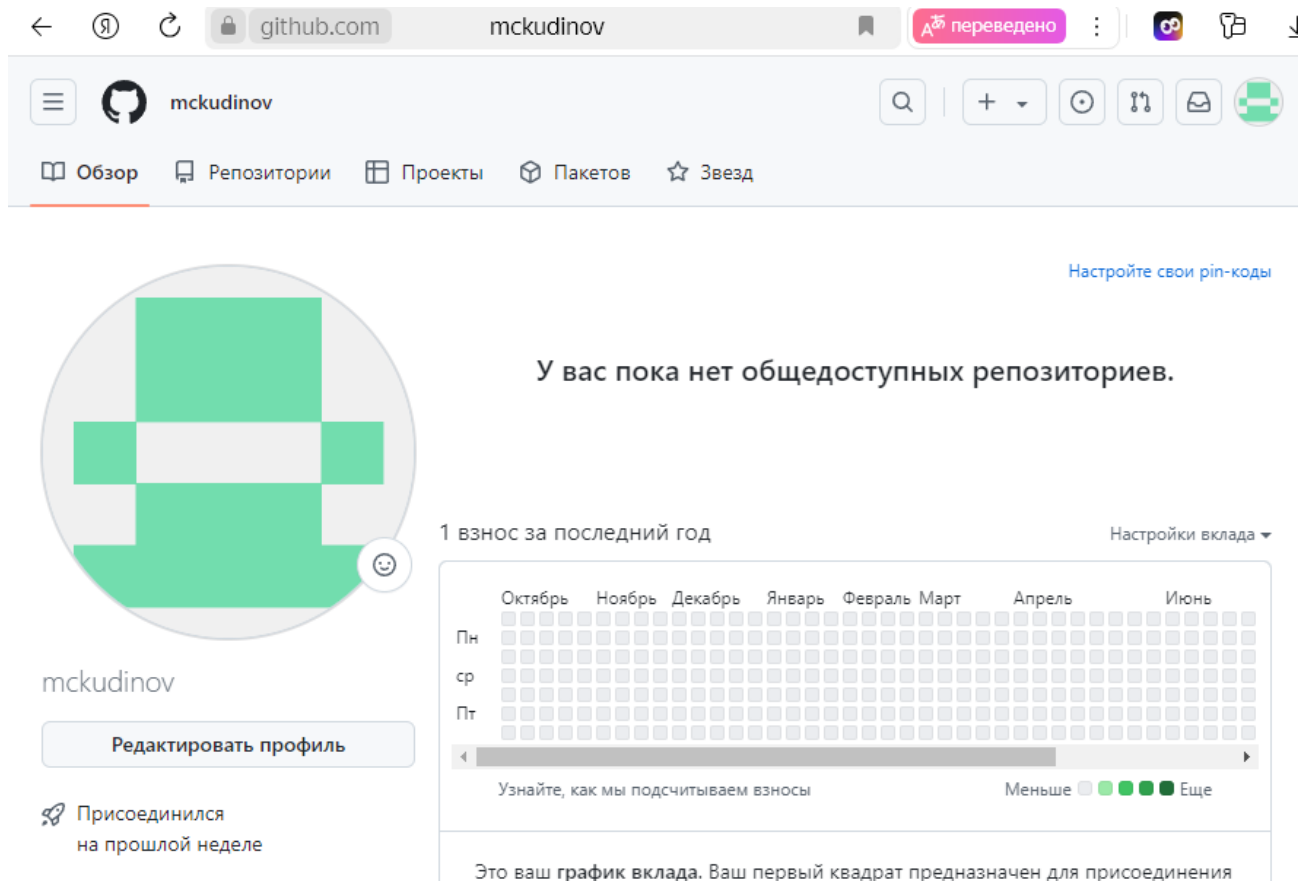 github.com mckudinov переведено
mckudinov
Обзор Репозитории Проекты Пакетов Звезд
Настройте свои pin-коды
У вас пока нет общедоступных репозиториев.
1 взнос за последний год Настройки вклада
Октябрь Ноябрь Декабрь Январь Февраль Март Апрель Июнь
Пн
ср
Пт
Узнайте, как мы подсчитываем взносы Меньше Еще
mckudinov
Редактировать профиль
Присоединился
на прошлой неделе
Это ваш график вклада. Ваш первый квадрат предназначен для присоединения